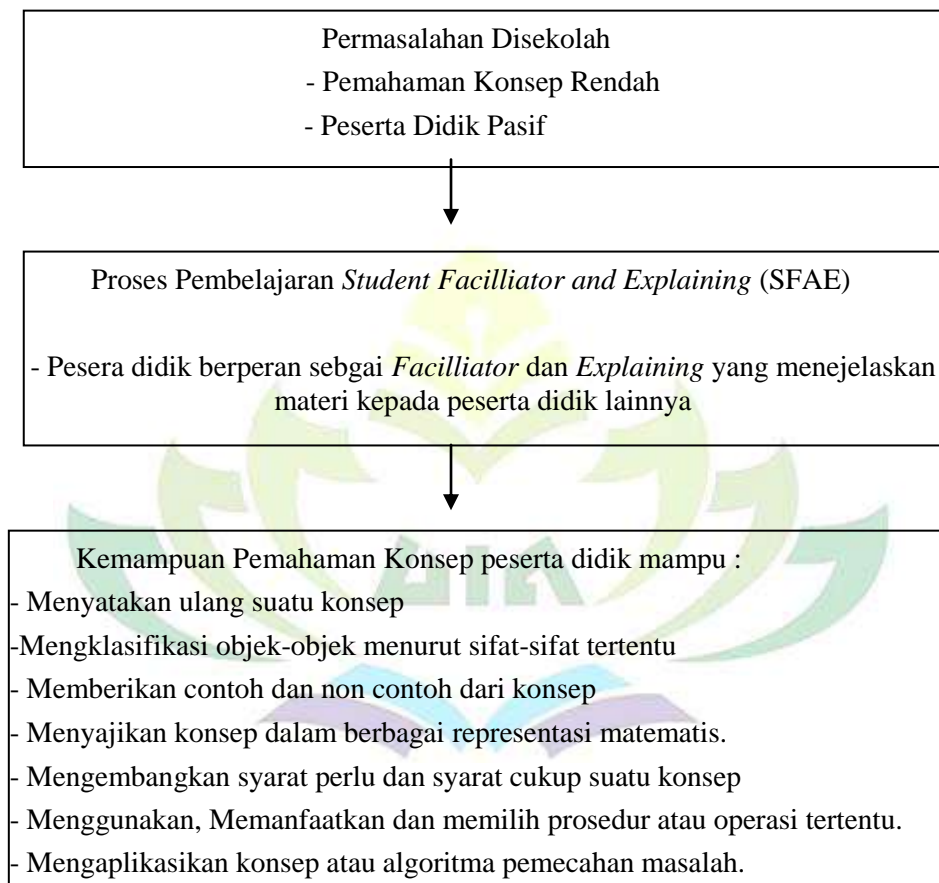 Permasalahan Disekolah
- Pemahaman Konsep Rendah
- Peserta Didik Pasif
Proses Pembelajaran Student Facilliator and Explaining (SFAE)
- Pesera didik berperan sebgai Facilliator dan Explaining yang menejelaskan
materi kepada peserta didik lainnya
Kemampuan Pemahaman Konsep peserta didik mampu :
- Menyatakan ulang suatu konsep
-Mengklasifikasi objek-objek menurut sifat-sifat tertentu
- Memberikan contoh dan non contoh dari konsep
- Menyajikan konsep dalam berbagai representasi matematis.
- Mengembangkan syarat perlu dan syarat cukup suatu konsep
- Menggunakan, Memanfaatkan dan memilih prosedur atau operasi tertentu.
- Mengaplikasikan konsep atau algoritma pemecahan masalah.